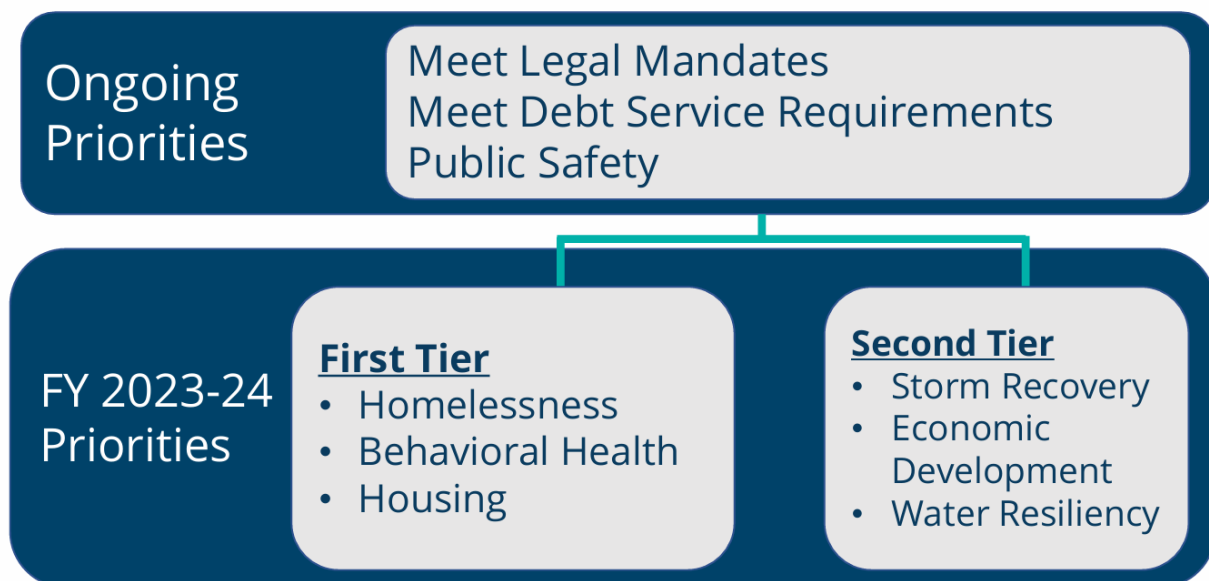 Ongoing
Priorities
Meet Legal Mandates
Meet Debt Service Requirements
Public Safety
FY 2023-24
Priorities
First Tier
• Homelessness
• Behavioral Health
• Housing
Second Tier
• Storm Recovery
• Economic
Development
• Water Resiliency